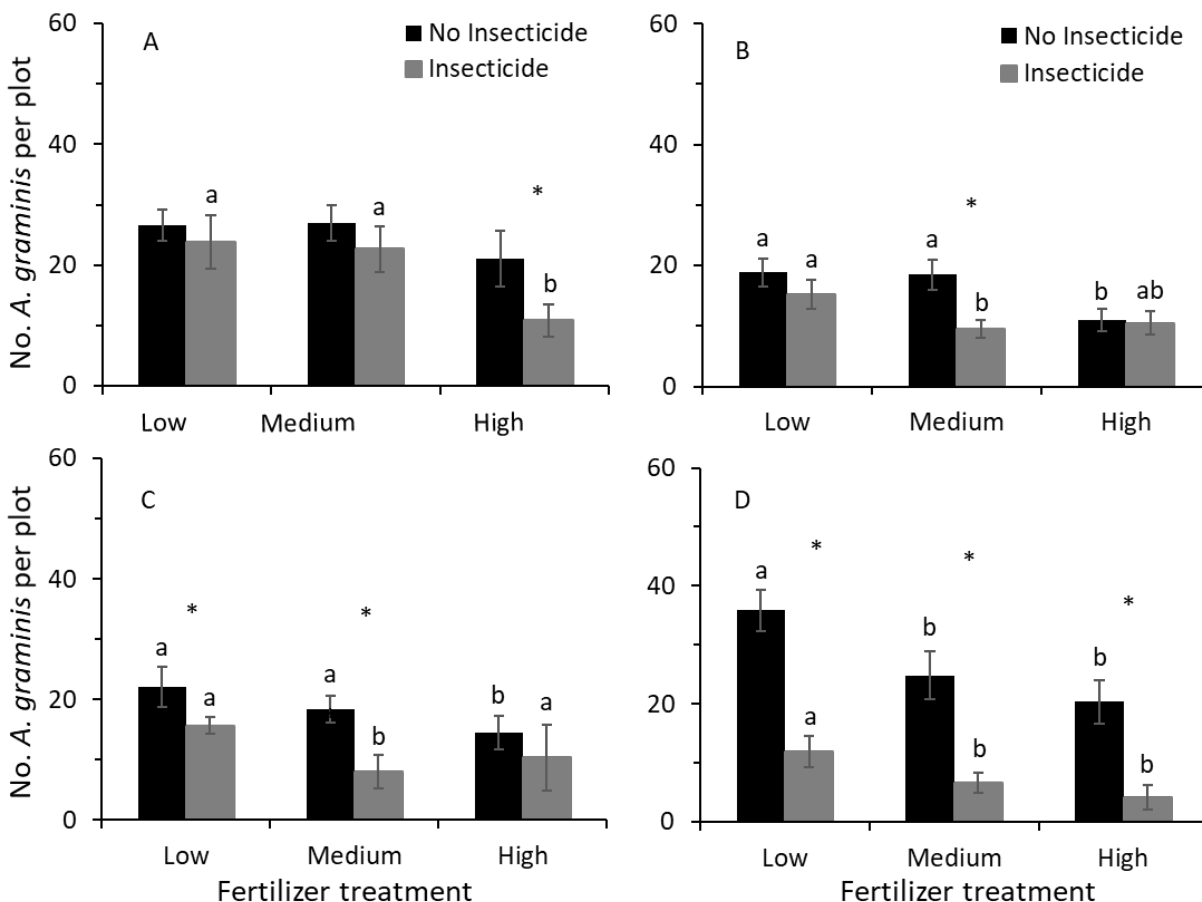 A
No Insecticide
Insecticide
No. A. graminis per plot
60
40
20
0
a
a
*
b
Low Medium High
B
No Insecticide
Insecticide
60
40
20
0
a
a
a
*
b
b
ab
Low Medium High
C
No. A. graminis per plot
60
40
20
0
*
a
a
*
a
b
b
a
Low Medium High
Fertilizer treatment
D
60
40
20
0
*
a
a
*
b
b
*
b
b
Low Medium High
Fertilizer treatment